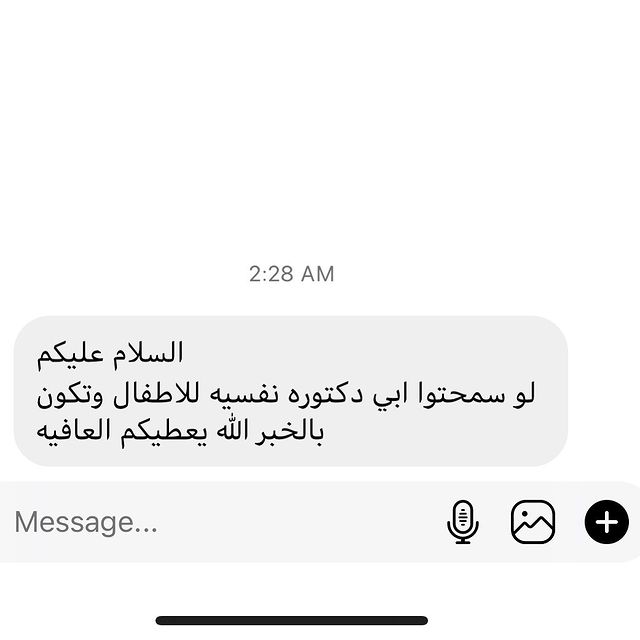 2:28 AM
السلام عليكم
لو سمحتوا ابي دكتوره نفسيه للاطفال وتكون
بالخبر الله يعطيكم العافيه
Message...